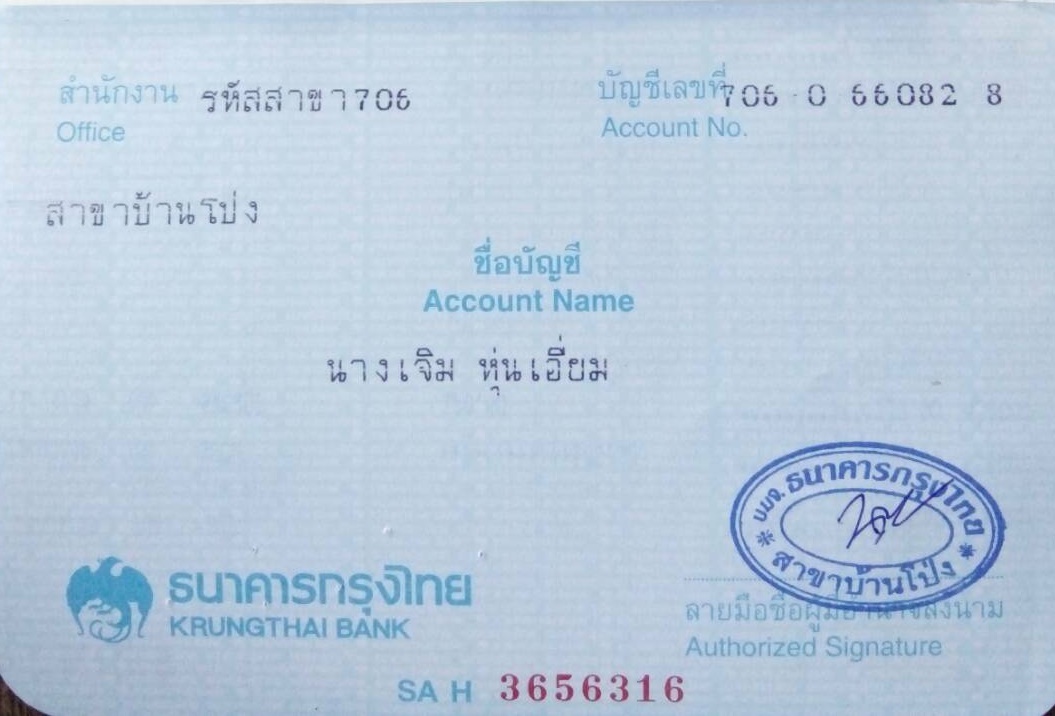 สำนักงาน รหัสสาขา706
Office
บัญชีเลขที่ 706 0 66082 8
Account No.
สาขาบ้านโป่ง
ชื่อบัญชี
Account Name
นางเจิม หุ่นเอี่ยม
บมจ. ธนาคารกรุงไทย
* สาขาบ้านโป่ง *
ธนาคารกรุงไทย
KRUNGTHAI BANK
ลายมือชื่อผู้มีอำนาจลงนาม
Authorized Signature
SA H 3656316